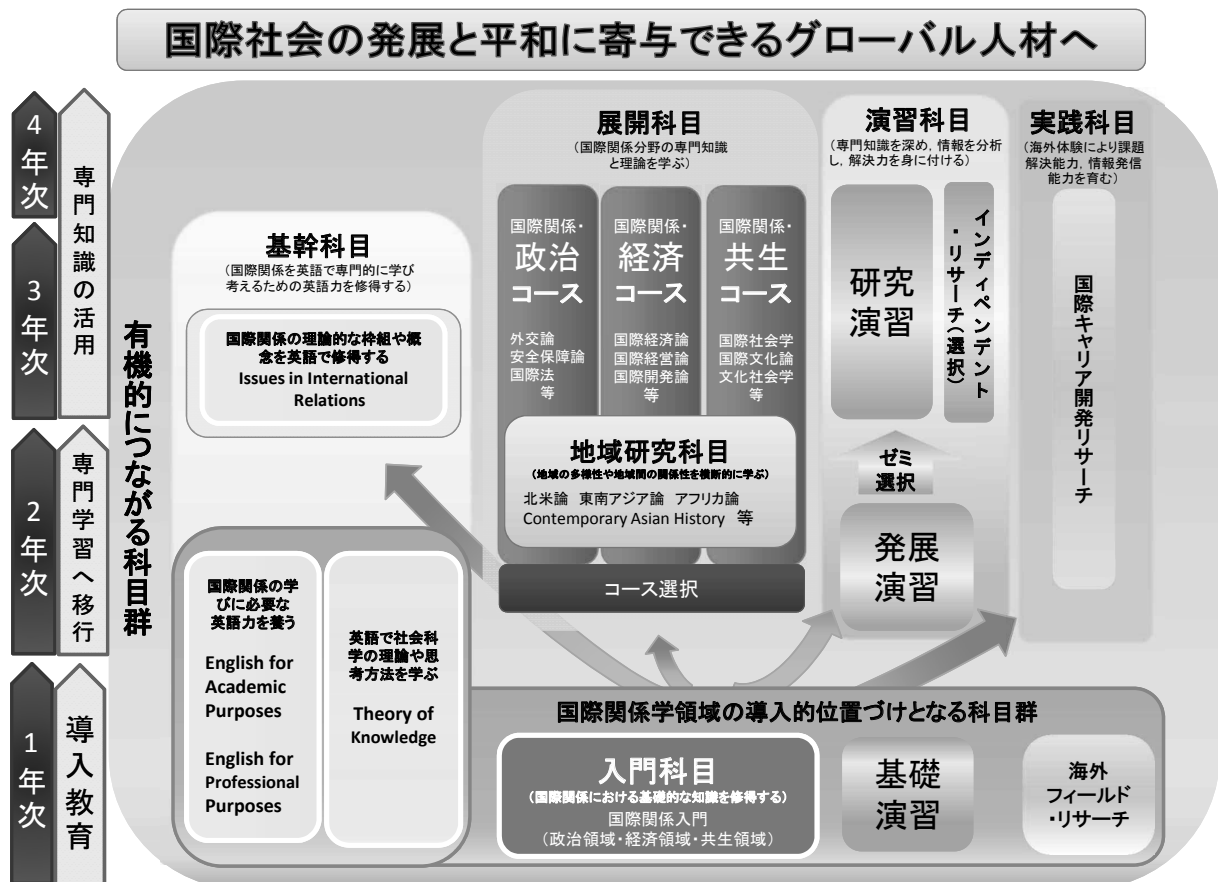 国際社会の発展と平和に寄与できるグローバル人材へ
4年次
3年次
2年次
1年次
専門知識の活用
専門学習へ移行
導入教育
有機的につながる科目群
基幹科目
(国際関係を英語で専門的に学び
考えるための英語力を修得する)
国際関係の理論的な枠組や概
念を英語で修得する
Issues in International
Relations
国際関係の学
びに必要な
英語力を養う
English for
Academic
Purposes
English for
Professional
Purposes
英語で社会科
学の理論や思
考方法を学ぶ
Theory of
Knowledge
展開科目
(国際関係分野の専門知識
と理論を学ぶ)
国際関係・
政治
コース
外交論
安全保障論
国際法
等
国際関係・
経済
コース
国際経済論
国際経営論
国際開発論
等
国際関係・
共生
コース
国際社会学
国際文化論
文化社会学
等
地域研究科目
(地域の多様性や地域間の関係性を横断的に学ぶ)
北米論 東南アジア論 アフリカ論
Contemporary Asian History 等
コース選択
演習科目
(専門知識を深め，情報を分析
し，解決力を身に付ける)
研究
演習
インディペンデント
・リサーチ(選択)
ゼミ
選択
発展
演習
実践科目
(海外体験により課題
解決能力，情報発信
能力を育む)
国際キャリア開発リサーチ
国際関係学領域の導入的位置づけとなる科目群
入門科目
(国際関係における基礎的な知識を修得する)
国際関係入門
(政治領域・経済領域・共生領域)
基礎
演習
海外
フィールド
・リサーチ